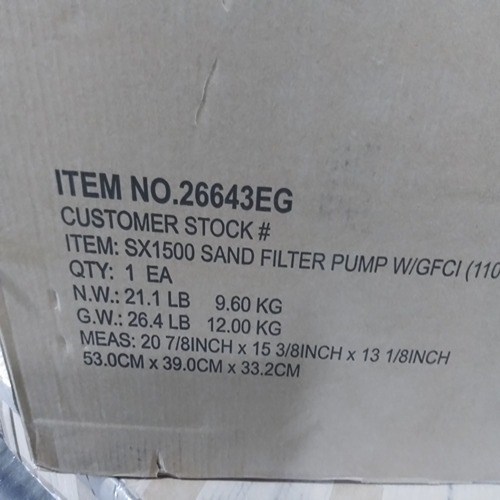 ITEM NO.26643EG
CUSTOMER STOCK #
ITEM: SX1500 SAND FILTER PUMP W/GFCI (110
QTY: 1 EA
N.W.: 21.1 LB 9.60 KG
G.W.: 26.4 LB 12.00 KG
MEAS: 20 7/8INCH x 15 3/8INCH x 13 1/8INCH
53.0CM x 39.0CM x 33.2CM